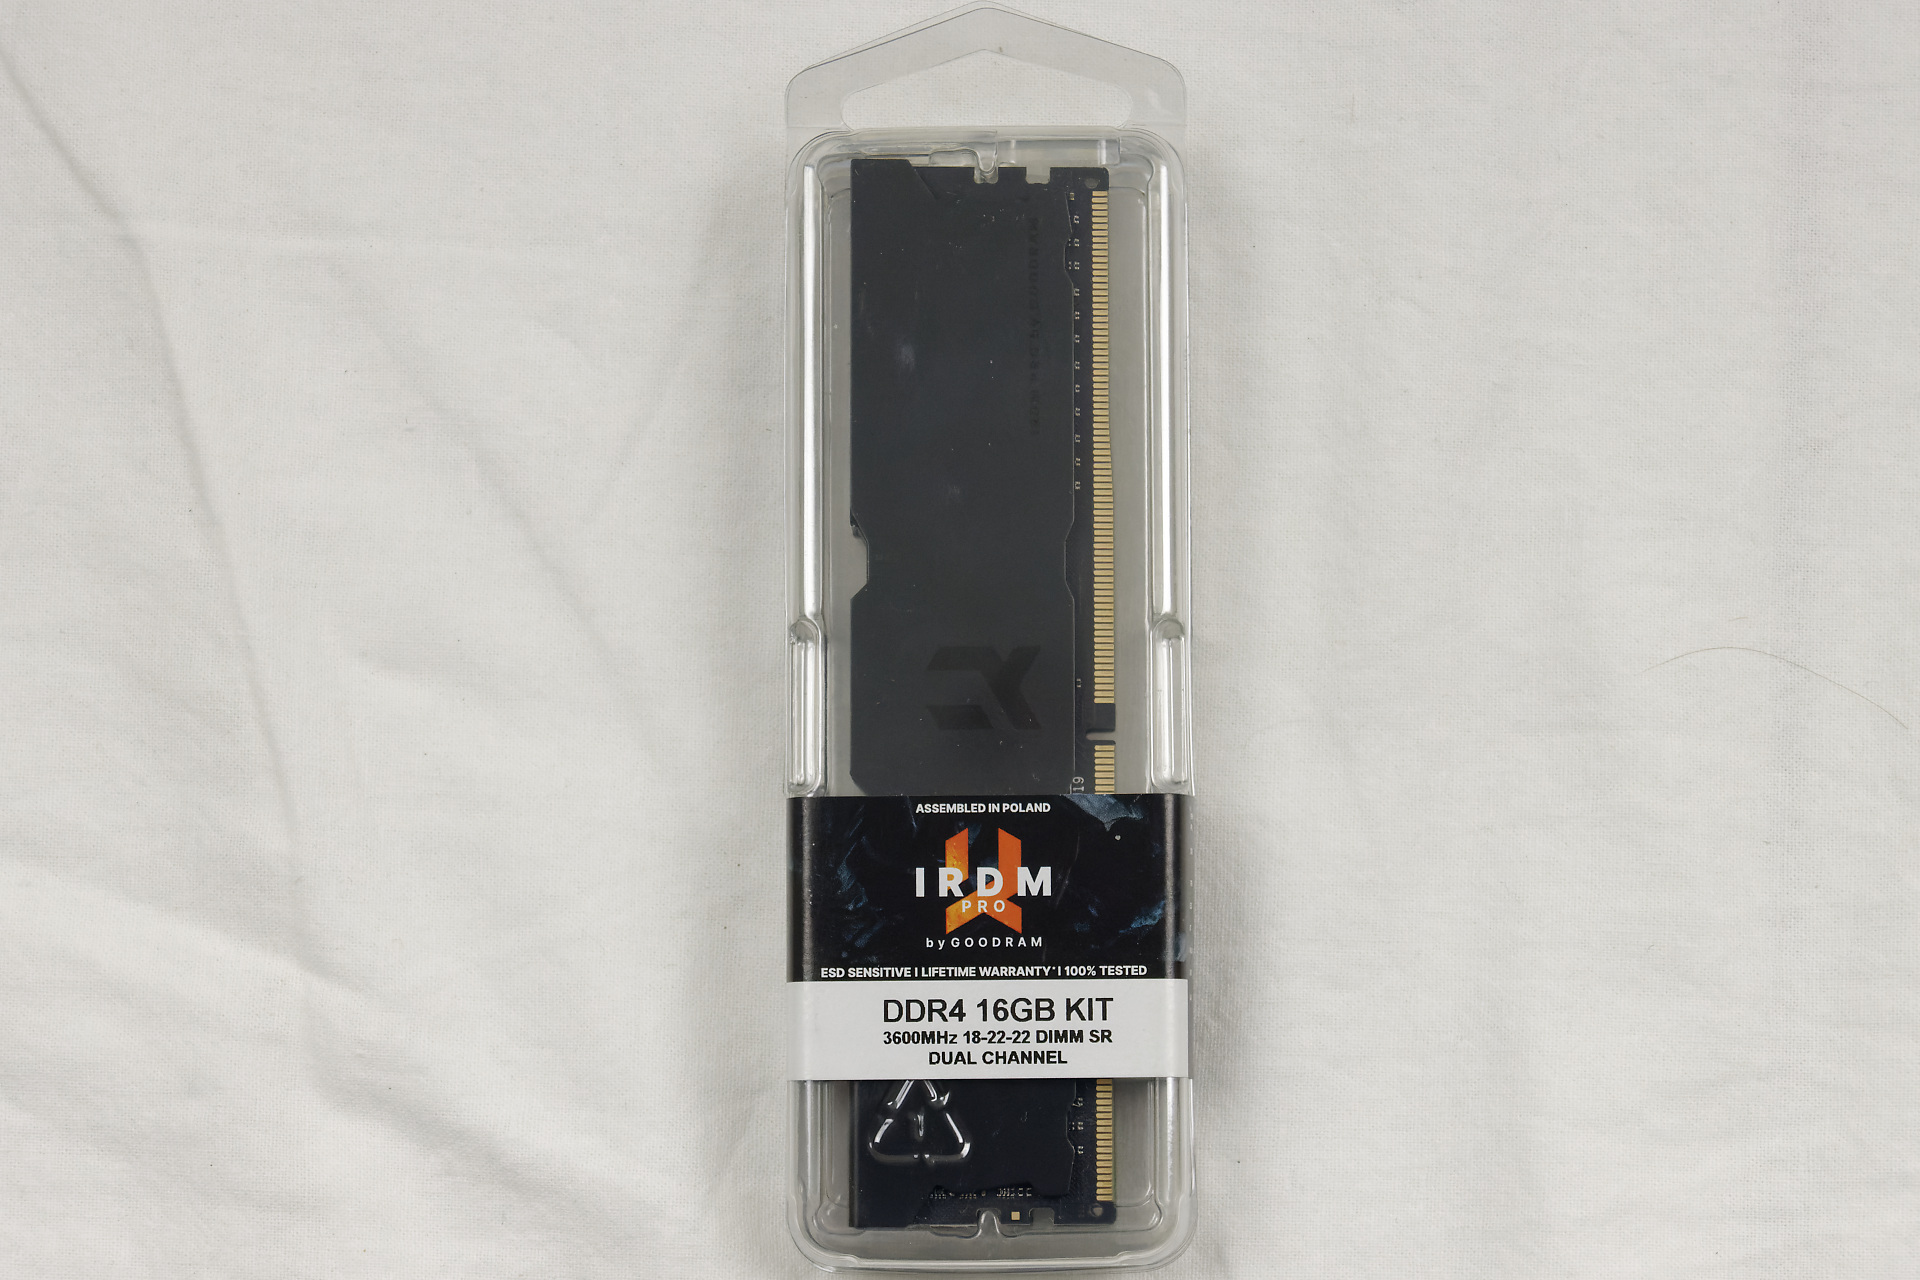 19
ASSEMBLED IN POLAND
IRDM
PRO
by GOODRAM
ESD SENSITIVE | LIFETIME WARRANTY* | 100% TESTED
DDR4 16GB KIT
3600MHz 18-22-22 DIMM SR
DUAL CHANNEL